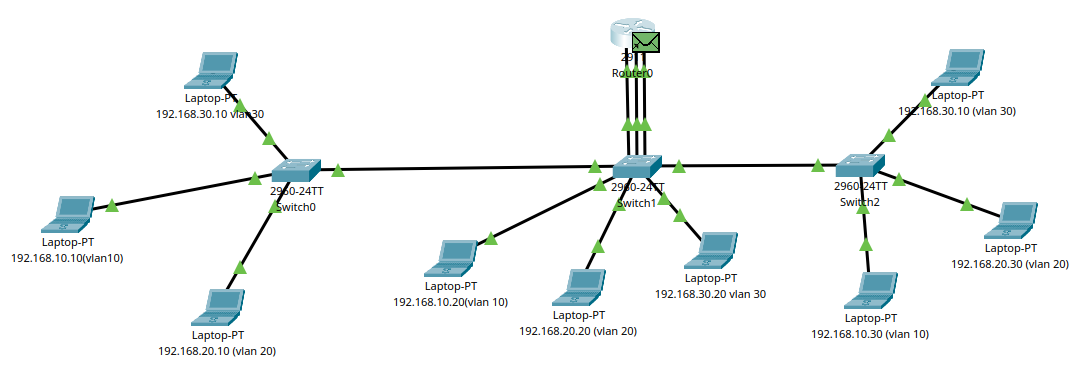 29
Router0
Laptop-PT
192.168.30.10 vlan30
Laptop-PT
192.168.30.10 (vlan 30)
2960-24TT
Switch0
2960-24TT
Switch1
2960-24TT
Switch2
Laptop-PT
192.168.10.10(vlan10)
Laptop-PT
192.168.20.30 (vlan 20)
Laptop-PT
192.168.10.20(vlan 10)
Laptop-PT
192.168.20.20 (vlan 20)
Laptop-PT
192.168.30.20 vlan 30
Laptop-PT
192.168.10.30 (vlan 10)
Laptop-PT
192.168.20.10 (vlan 20)